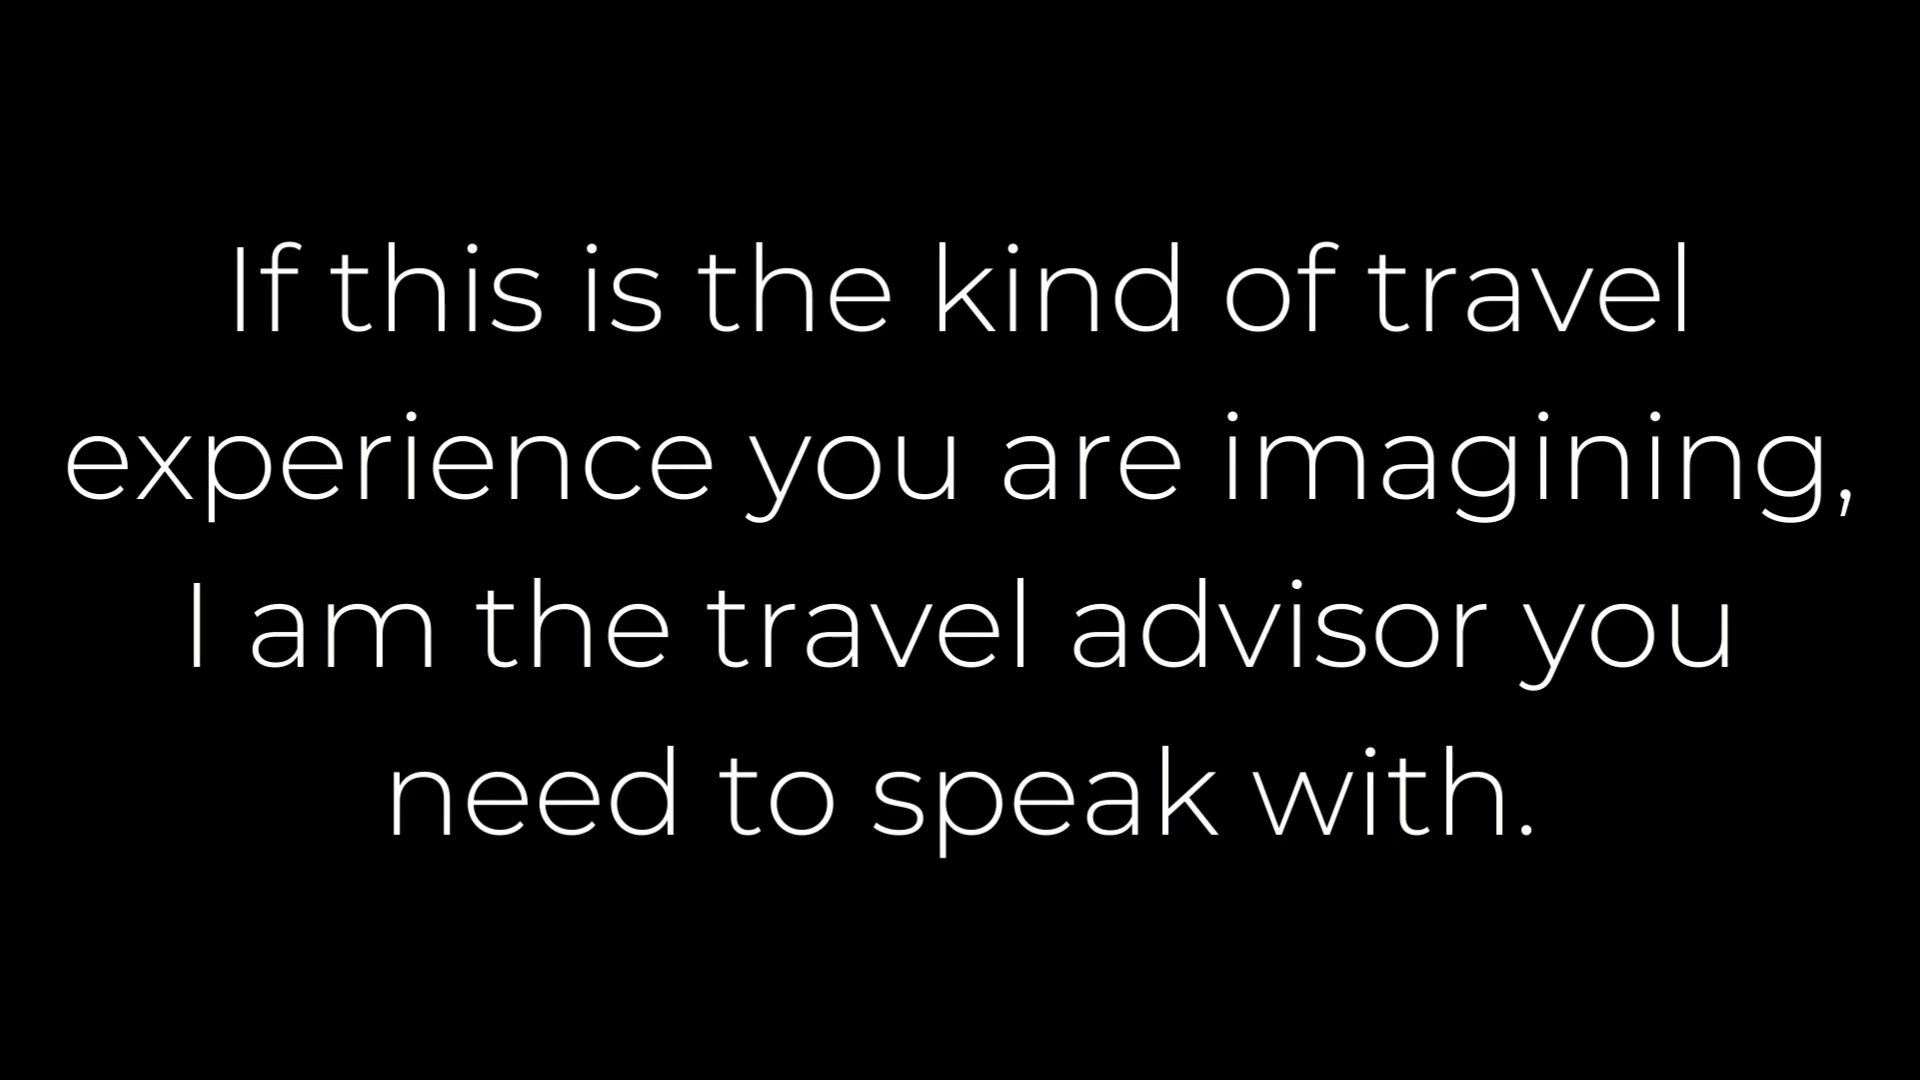 If this is the kind of travel
experience you are imagining,
I am the travel advisor you
need to speak with.